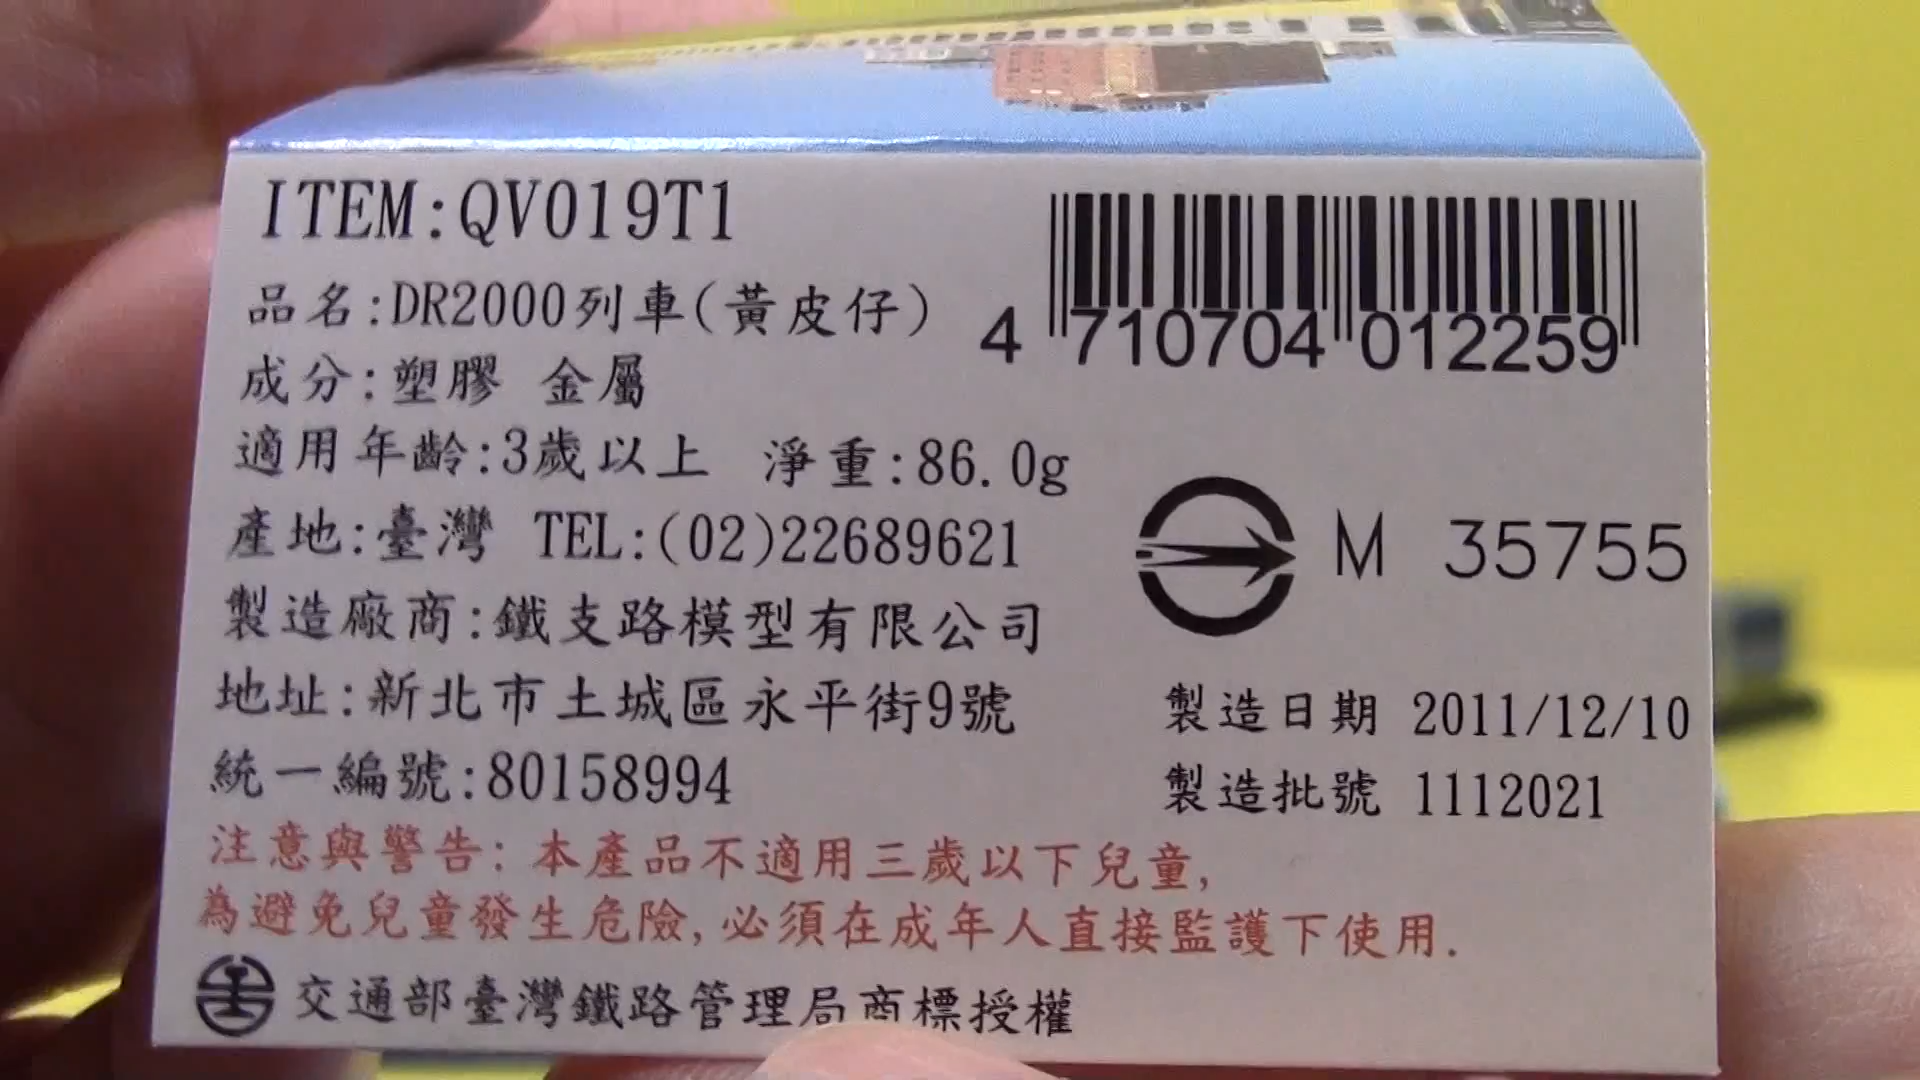 ITEM:QV019T1
品名:DR2000列車(黃皮仔)
4 710704 012259
成分:塑膠 金屬
適用年齡:3歲以上 淨重:86.0g
產地:臺灣 TEL:(02)22689621
M 35755
製造廠商:鐵支路模型有限公司
地址:新北市土城區永平街9號
製造日期 2011/12/10
統一編號:80158994
製造批號 1112021
注意與警告: 本產品不適用三歲以下兒童,
為避免兒童發生危險,必須在成年人直接監護下使用.
交通部臺灣鐵路管理局商標授權